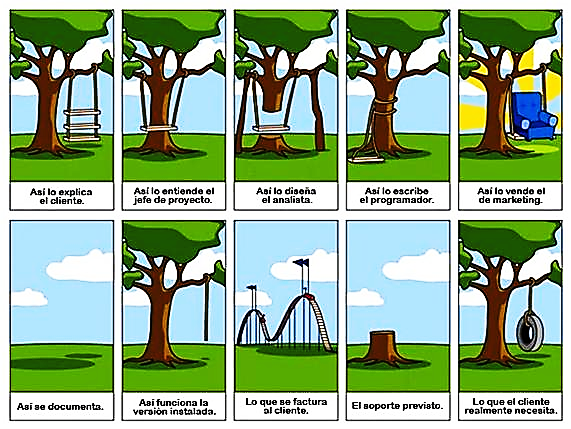 Así lo explica
el cliente.
Así lo entiende el
jefe de proyecto.
Así lo diseña
el analista.
Así lo escribe
el programador.
Así lo vende el
de marketing.
Así se documenta.
Así funciona la
versión instalada.
Lo que se factura
al cliente.
El soporte previsto.
Lo que el cliente
realmente necesita.